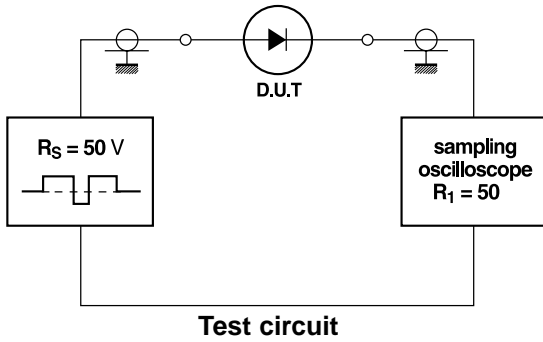 D.U.T
R_S = 50 V
sampling
oscilloscope
R_1 = 50
Test circuit